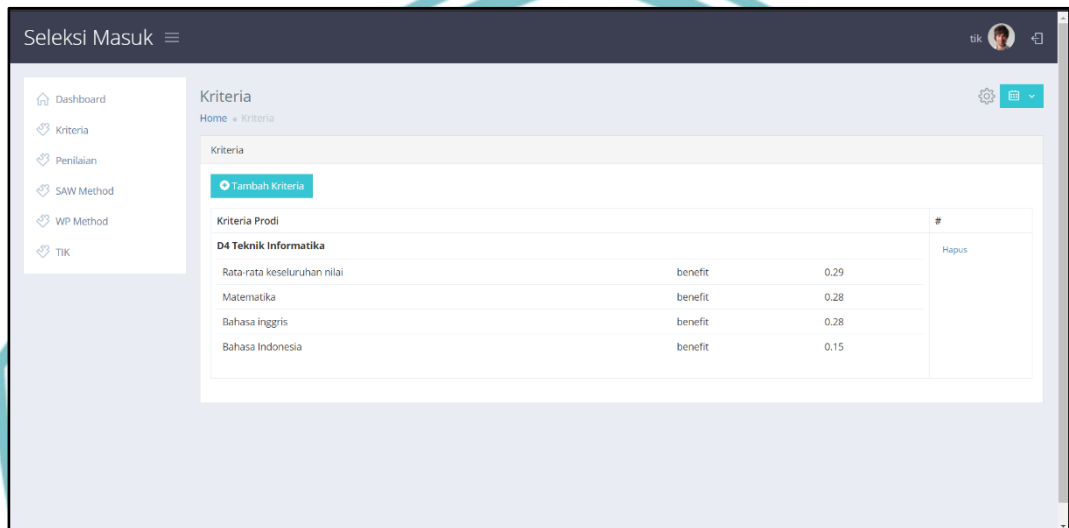 Seleksi Masuk
tik
Dashboard
Kriteria
Penilaian
SAW Method
WP Method
TIK
Kriteria
Home Kriteria
Kriteria
Tambah Kriteria
Kriteria Prodi #
D4 Teknik Informatika Hapus
Rata-rata keseluruhan nilai benefit 0.29
Matematika benefit 0.28
Bahasa inggris benefit 0.28
Bahasa Indonesia benefit 0.15